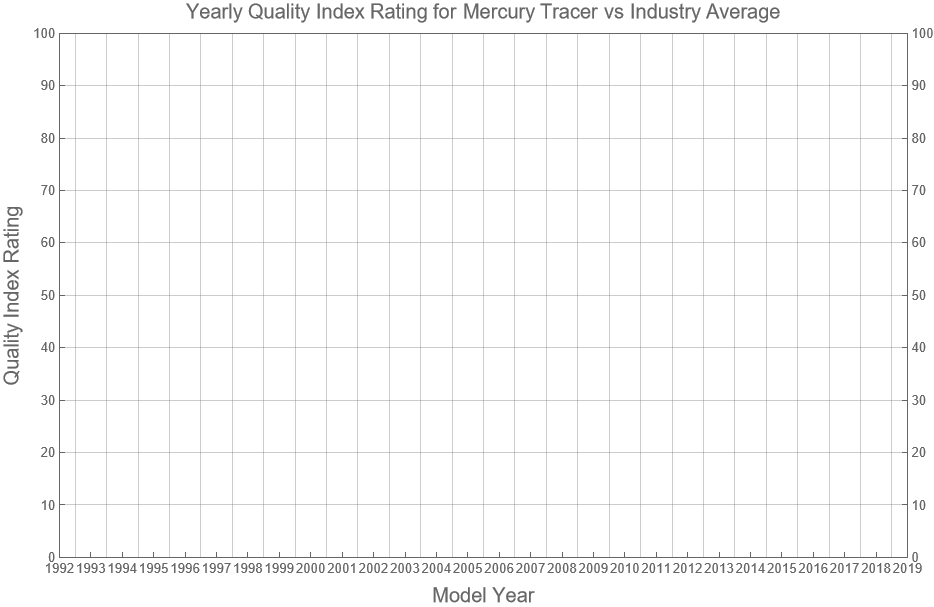 Yearly Quality Index Rating for Mercury Tracer vs Industry Average
100 100
90 90
80 80
70 70
60 60
50 50
40 40
30 30
20 20
10 10
0 0
Quality Index Rating
1992 1993 1994 1995 1996 1997 1998 1999 2000 2001 2002 2003 2004 2005 2006 2007 2008 2009 2010 2011 2012 2013 2014 2015 2016 2017 2018 2019
Model Year